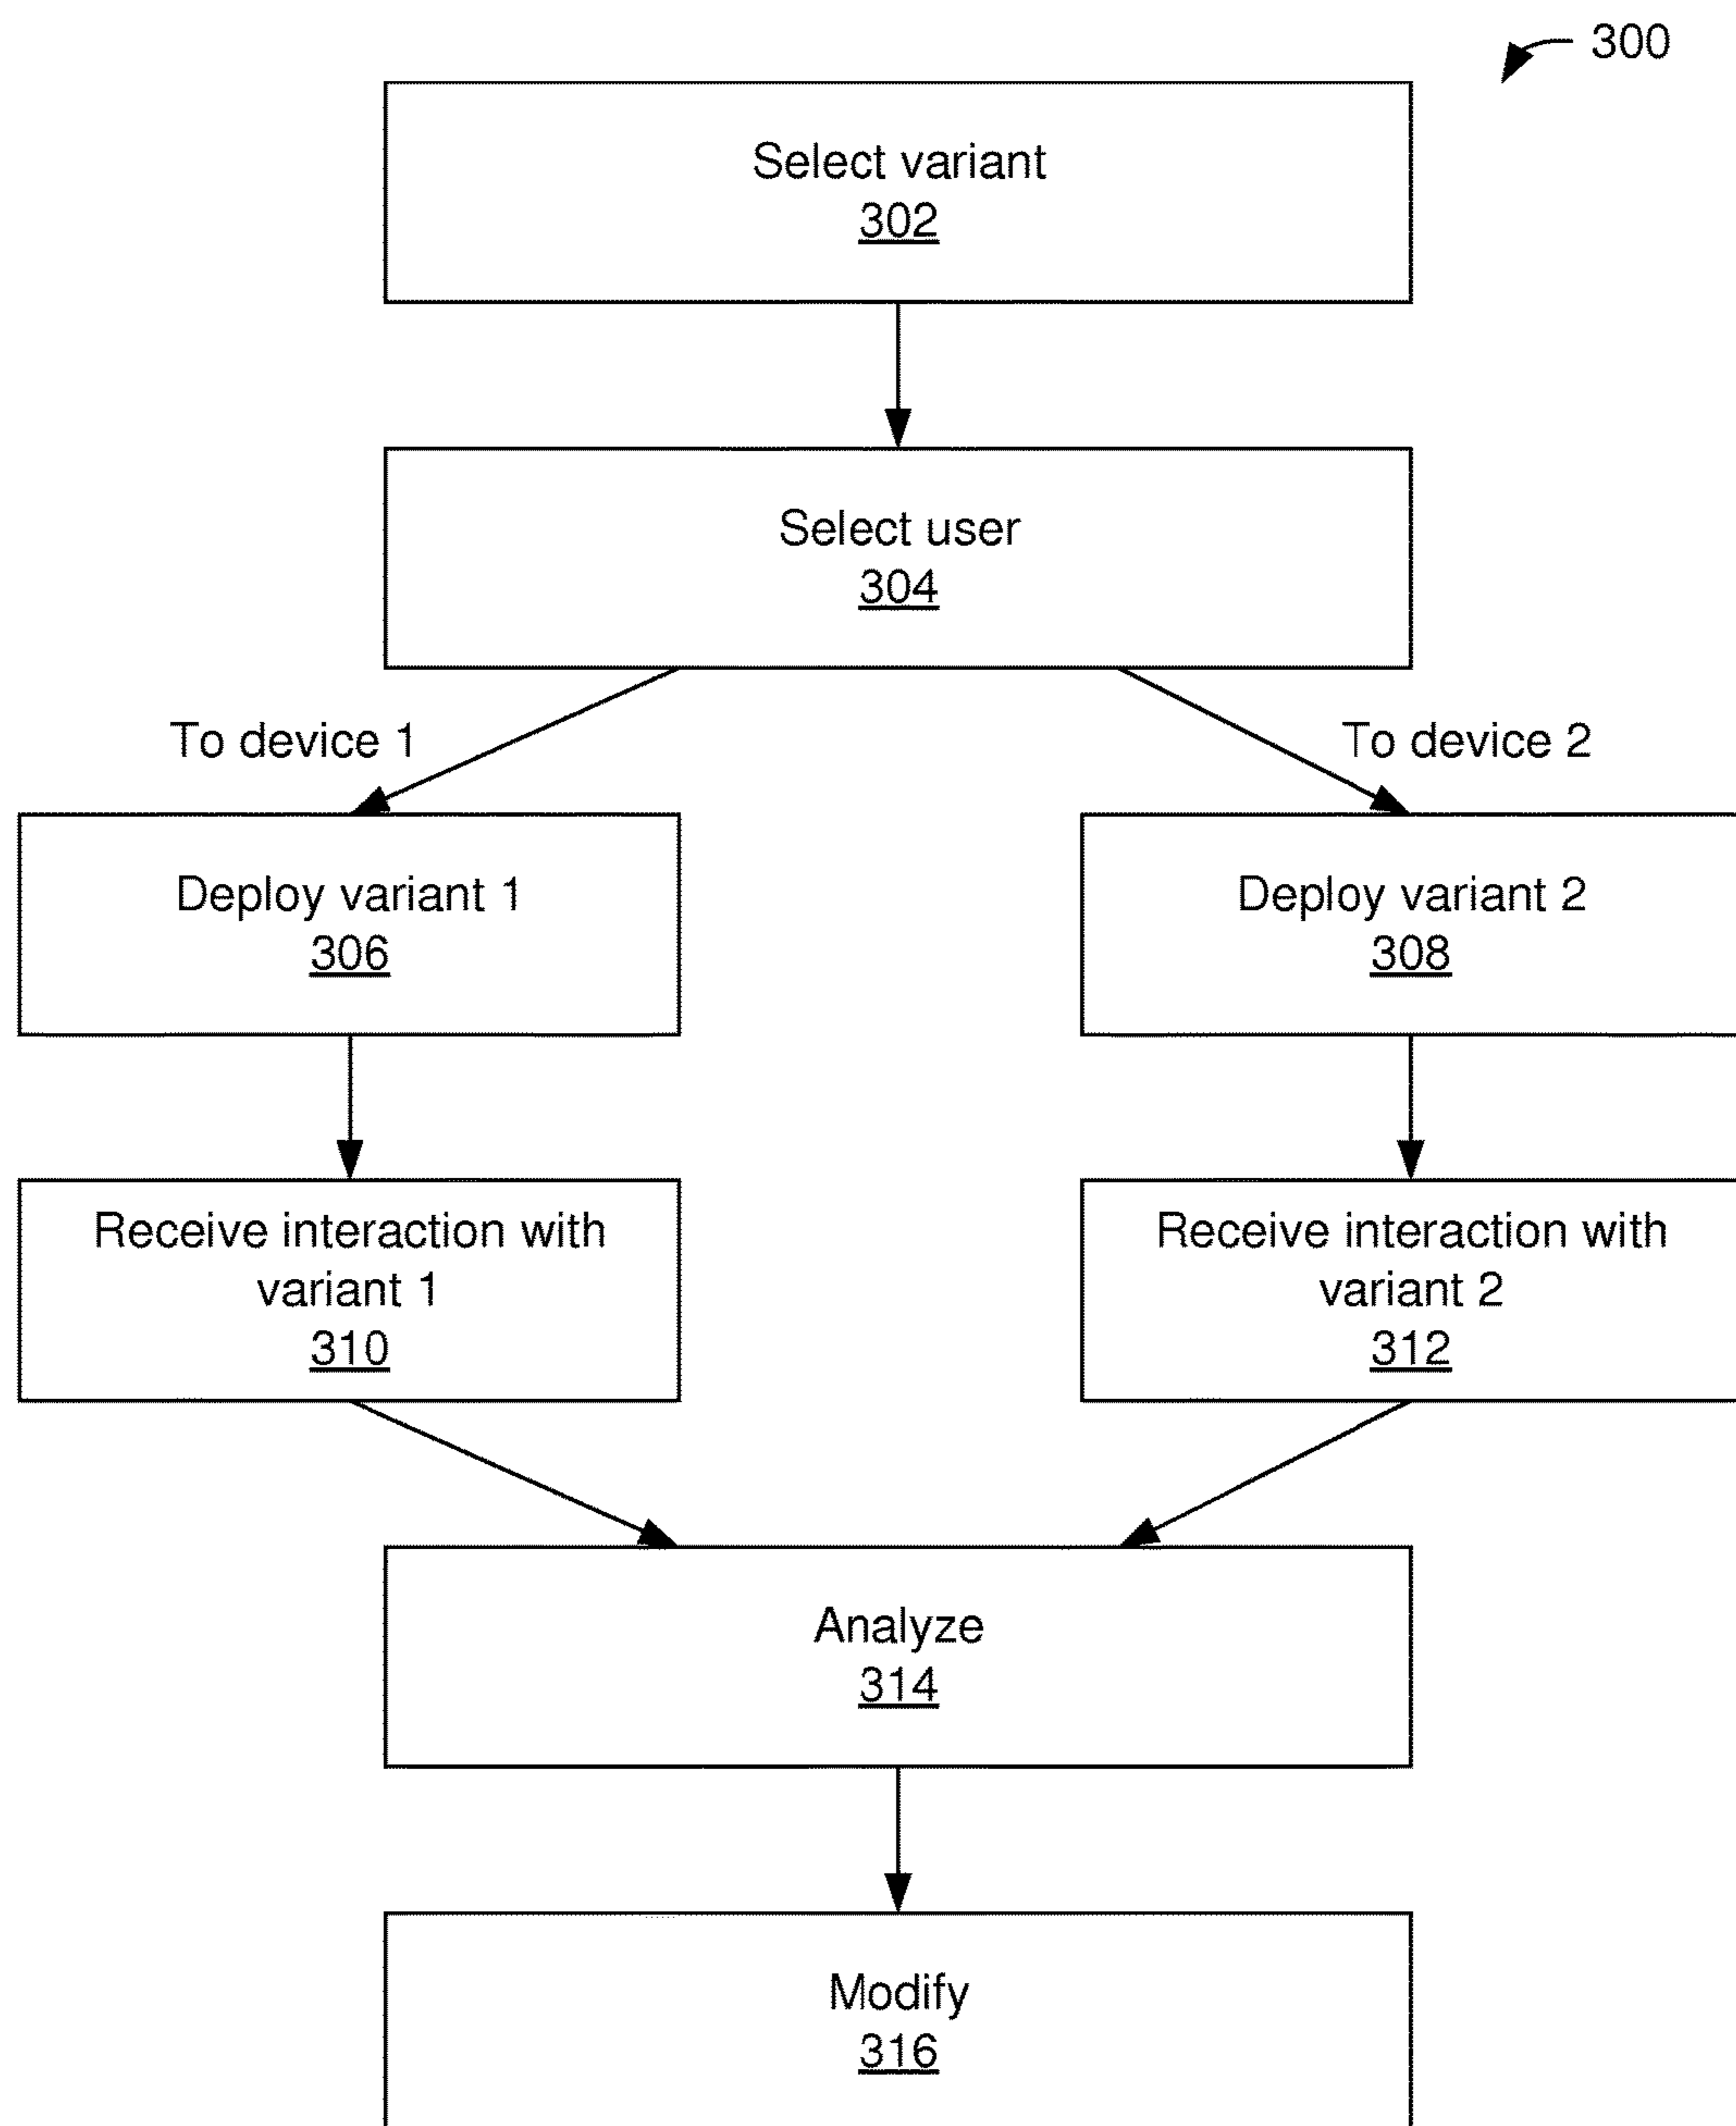 300
Select variant
302
Select user
304
To device 1
To device 2
Deploy variant 1
306
Deploy variant 2
308
Receive interaction with
variant 1
310
Receive interaction with
variant 2
312
Analyze
314
Modify
316